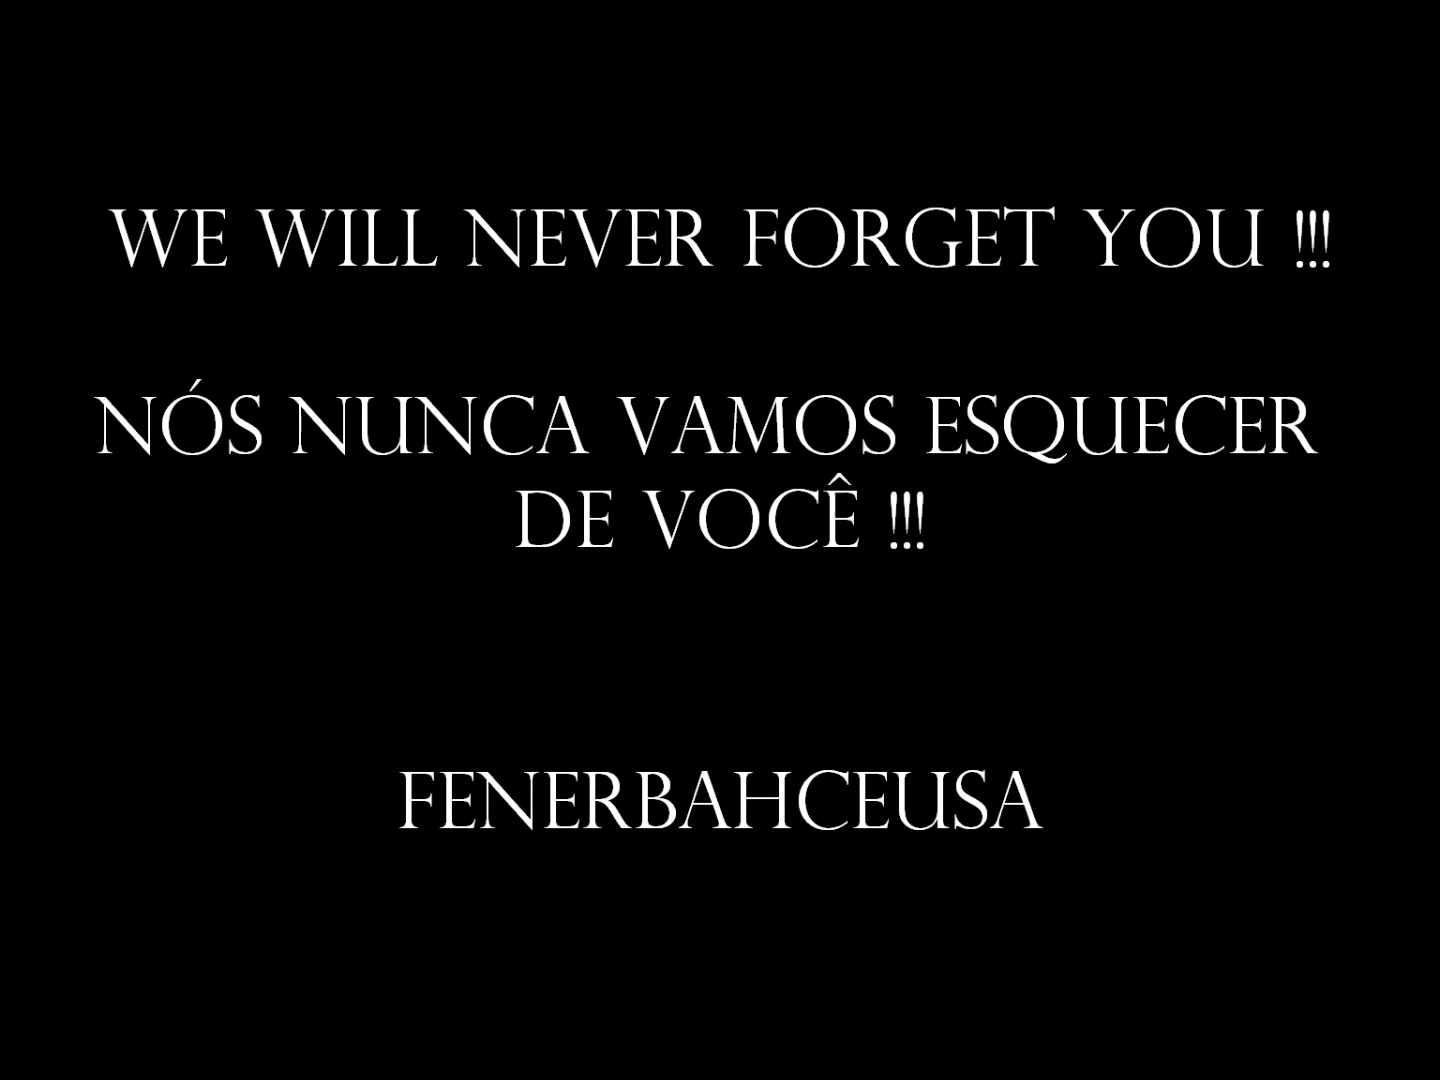 WE WILL NEVER FORGET YOU !!!
NÓS NUNCA VAMOS ESQUECER
DE VOCÊ !!!
FENERBAHCEUSA